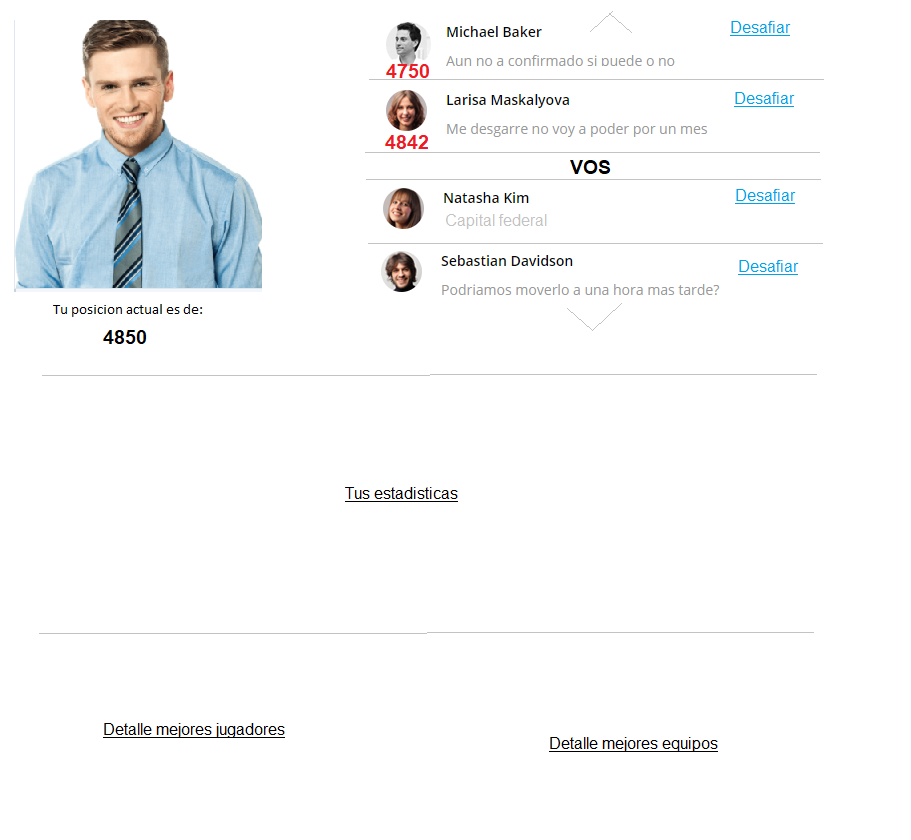 Michael Baker
Desafiar
Aun no a confirmado si puede o no
4750
Larisa Maskalyova
Desafiar
Me desgarre no voy a poder por un mes
4842
VOS
Natasha Kim
Desafiar
Capital federal
Sebastian Davidson
Desafiar
Podriamos moverlo a una hora mas tarde?
Tu posicion actual es de:
4850
Tus estadisticas
Detalle mejores jugadores
Detalle mejores equipos